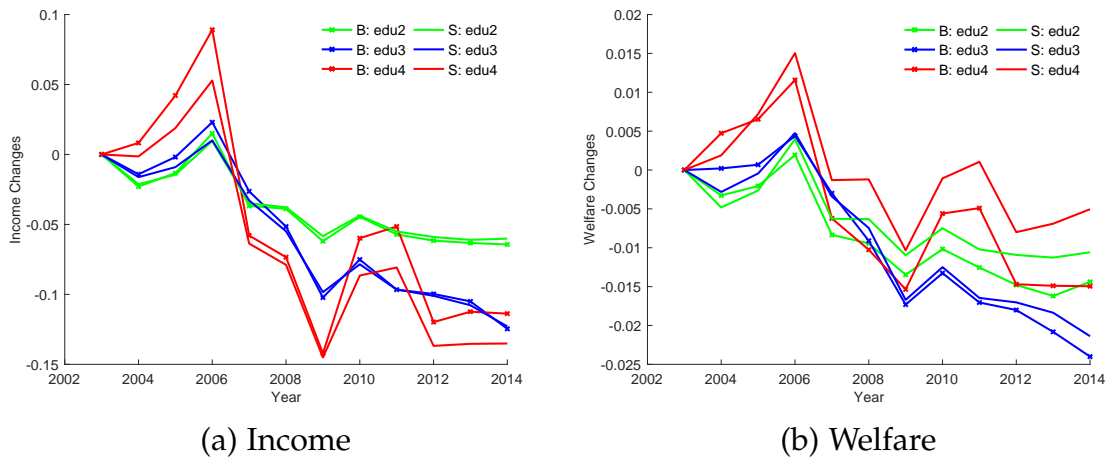 0.1
0.05
0
-0.05
-0.1
-0.15
Income Changes
B: edu2 S: edu2
B: edu3 S: edu3
B: edu4 S: edu4
2002 2004 2006 2008 2010 2012 2014
Year
(a) Income
0.02
0.015
0.01
0.005
0
-0.005
-0.01
-0.015
-0.02
-0.025
Welfare Changes
B: edu2 S: edu2
B: edu3 S: edu3
B: edu4 S: edu4
2002 2004 2006 2008 2010 2012 2014
Year
(b) Welfare